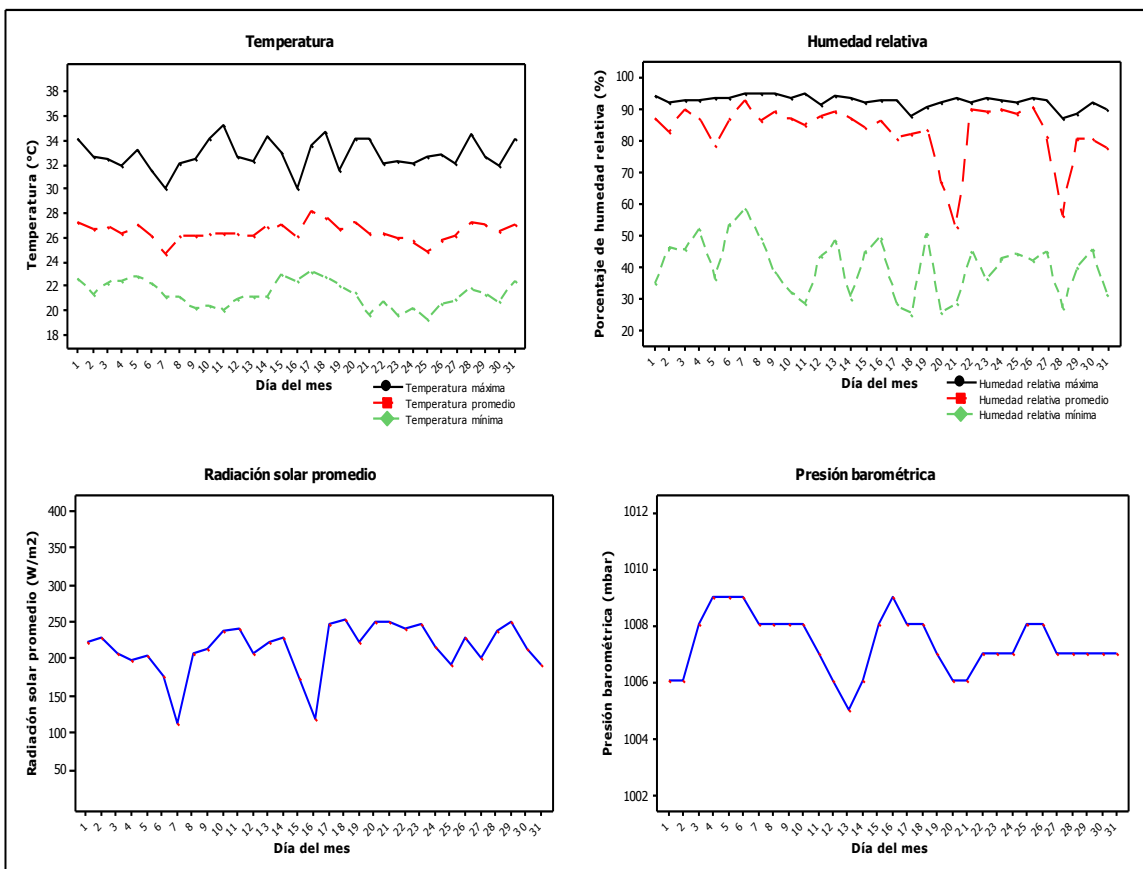 Temperatura
Temperatura (°C)
38
36
34
32
30
28
26
24
22
20
18
1 2 3 4 5 6 7 8 9 10 11 12 13 14 15 16 17 18 19 20 21 22 23 24 25 26 27 28 29 30 31
Día del mes
Temperatura máxima
Temperatura promedio
Temperatura mínima
Humedad relativa
Porcentaje de humedad relativa (%)
100
90
80
70
60
50
40
30
20
1 2 3 4 5 6 7 8 9 10 11 12 13 14 15 16 17 18 19 20 21 22 23 24 25 26 27 28 29 30 31
Día del mes
Humedad relativa máxima
Humedad relativa promedio
Humedad relativa mínima
Radiación solar promedio
Radiación solar promedio (W/m2)
400
350
300
250
200
150
100
50
1 2 3 4 5 6 7 8 9 10 11 12 13 14 15 16 17 18 19 20 21 22 23 24 25 26 27 28 29 30 31
Día del mes
Presión barométrica
Presión barométrica (mbar)
1012
1010
1008
1006
1004
1002
1 2 3 4 5 6 7 8 9 10 11 12 13 14 15 16 17 18 19 20 21 22 23 24 25 26 27 28 29 30 31
Día del mes